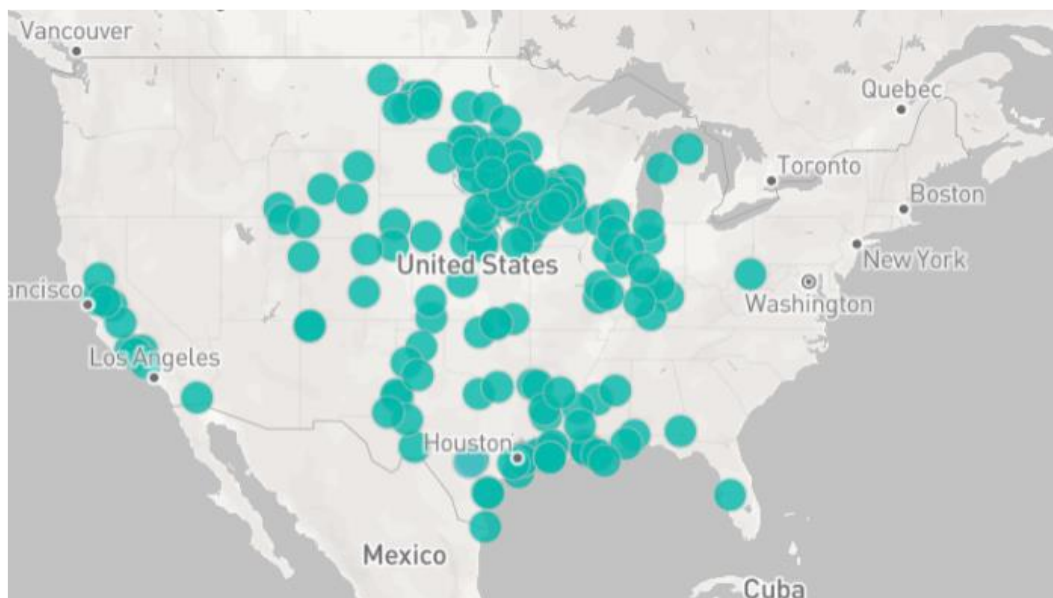 Vancouver
Quebec
Toronto
Boston
New York
United States
ancisco
Washington
Los Angeles
Houston
Mexico
Cuba